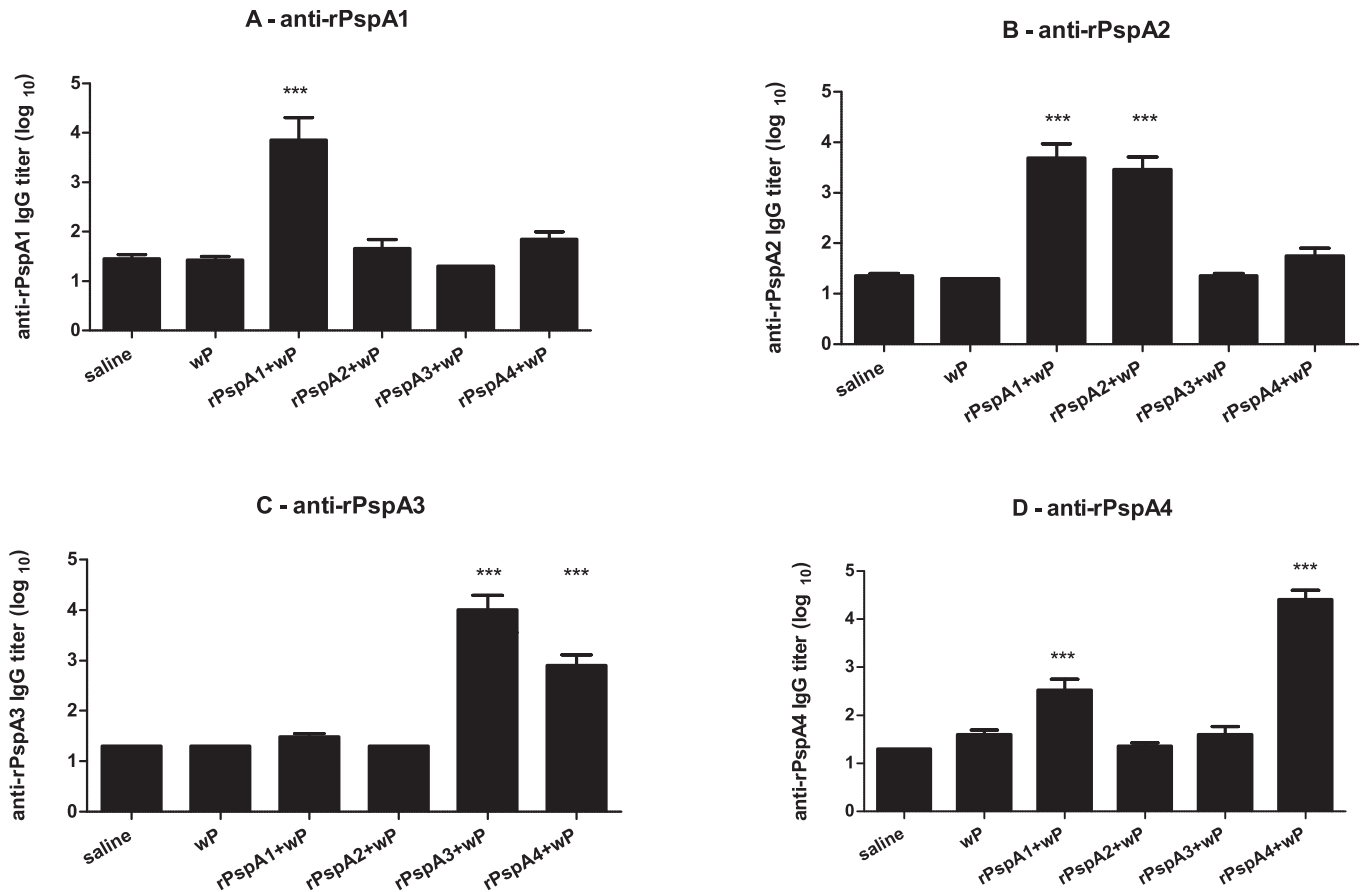 A - anti-rPspA1
anti-rPspA1 IgG titer (log 10)
5
4
3
2
1
0
***
saline
wP
rPspA1+wP
rPspA2+wP
rPspA3+wP
rPspA4+wP
B - anti-rPspA2
anti-rPspA2 IgG titer (log 10)
5
4
3
2
1
0
***
***
saline
wP
rPspA1+wP
rPspA2+wP
rPspA3+wP
rPspA4+wP
C - anti-rPspA3
anti-rPspA3 IgG titer (log 10)
5
4
3
2
1
0
***
***
saline
wP
rPspA1+wP
rPspA2+wP
rPspA3+wP
rPspA4+wP
D - anti-rPspA4
anti-rPspA4 IgG titer (log 10)
5
4
3
2
1
0
***
***
saline
wP
rPspA1+wP
rPspA2+wP
rPspA3+wP
rPspA4+wP